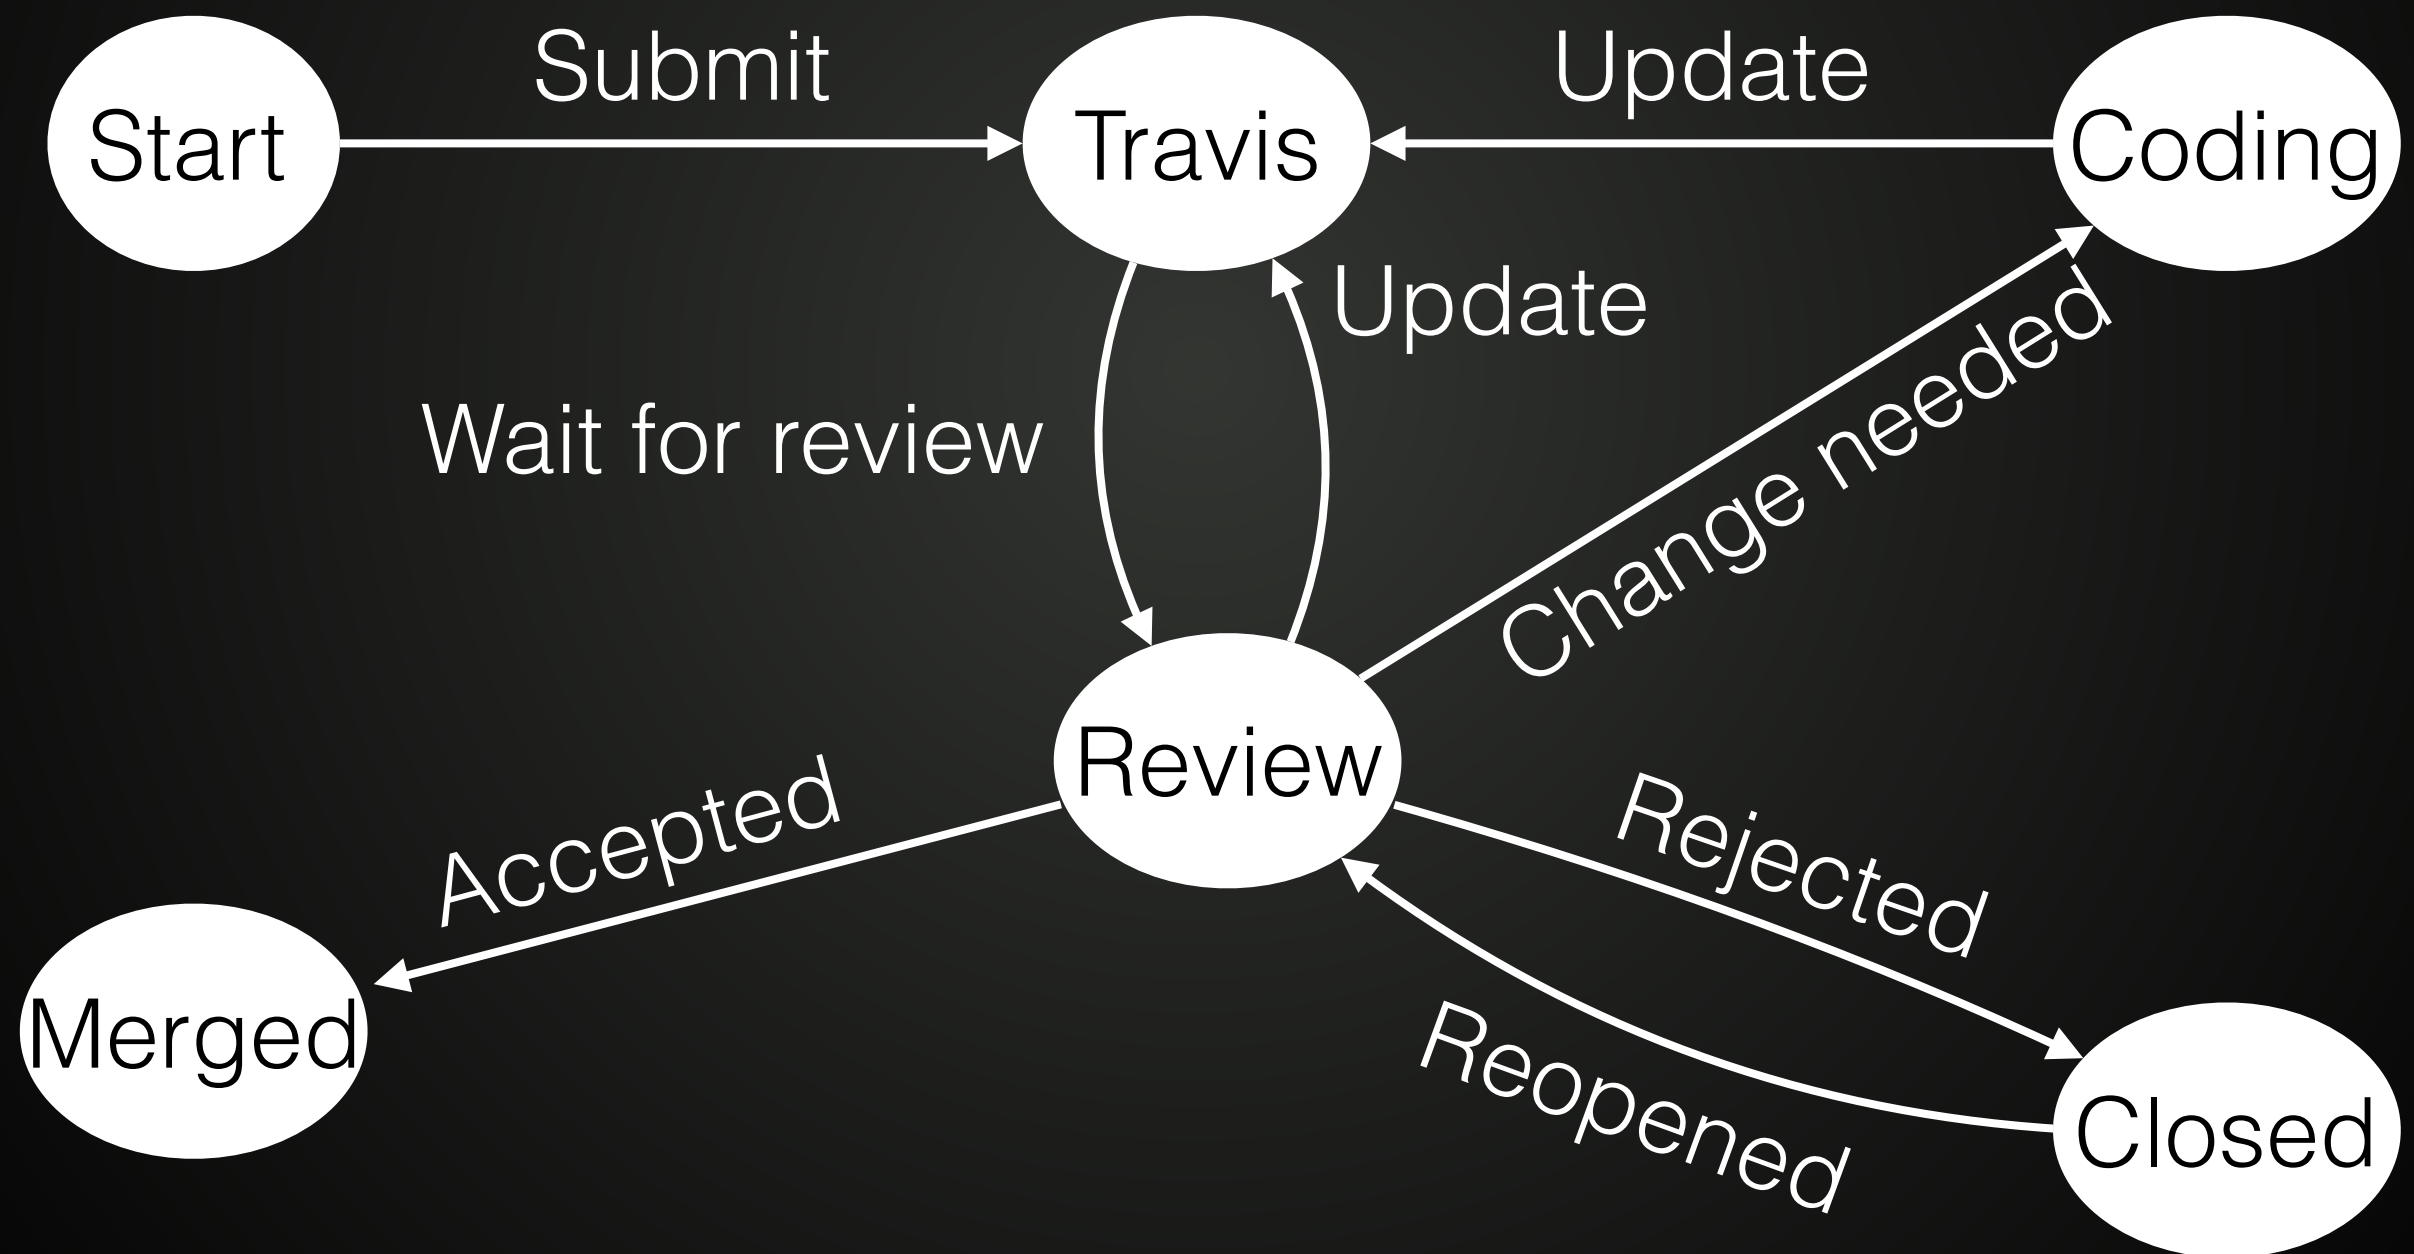 Start
Submit
Travis
Update
Coding
Update
Wait for review
Change needed
Review
Accepted
Rejected
Merged
Reopened
Closed